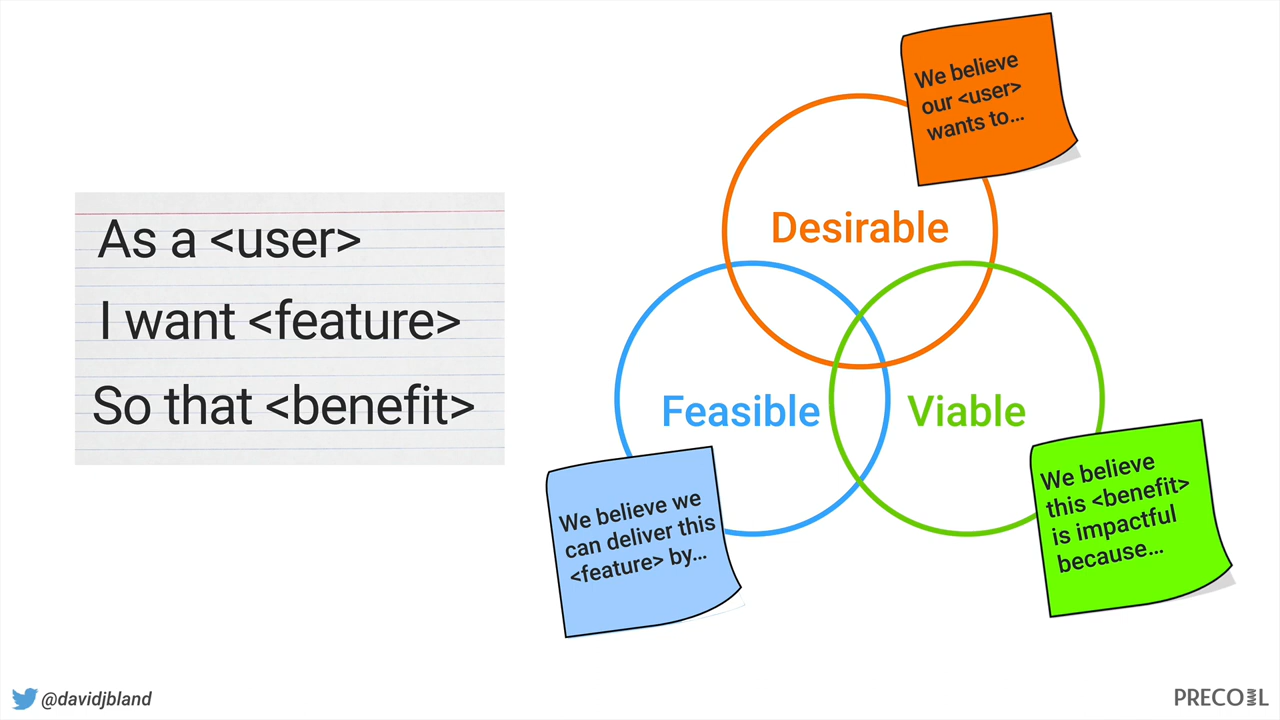 As a <user>
I want <feature>
So that <benefit>
We believe
our <user>
wants to...
Desirable
Feasible
Viable
We believe we
can deliver this
<feature> by...
We believe
this <benefit>
is impactful
because...
@davidjbland
PRECOIL